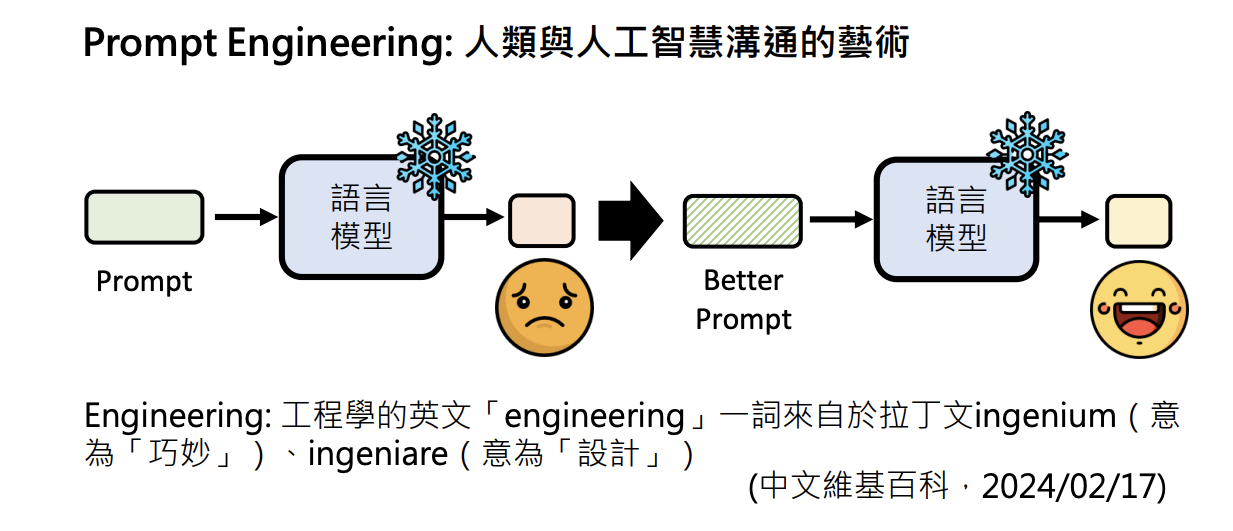 Prompt Engineering: 人類與人工智慧溝通的藝術
語言
模型
Prompt
語言
模型
Better
Prompt
Engineering: 工程學的英文「engineering」一詞來自於拉丁文ingenium（意
為「巧妙」）、ingeniare（意為「設計」）
(中文維基百科，2024/02/17)